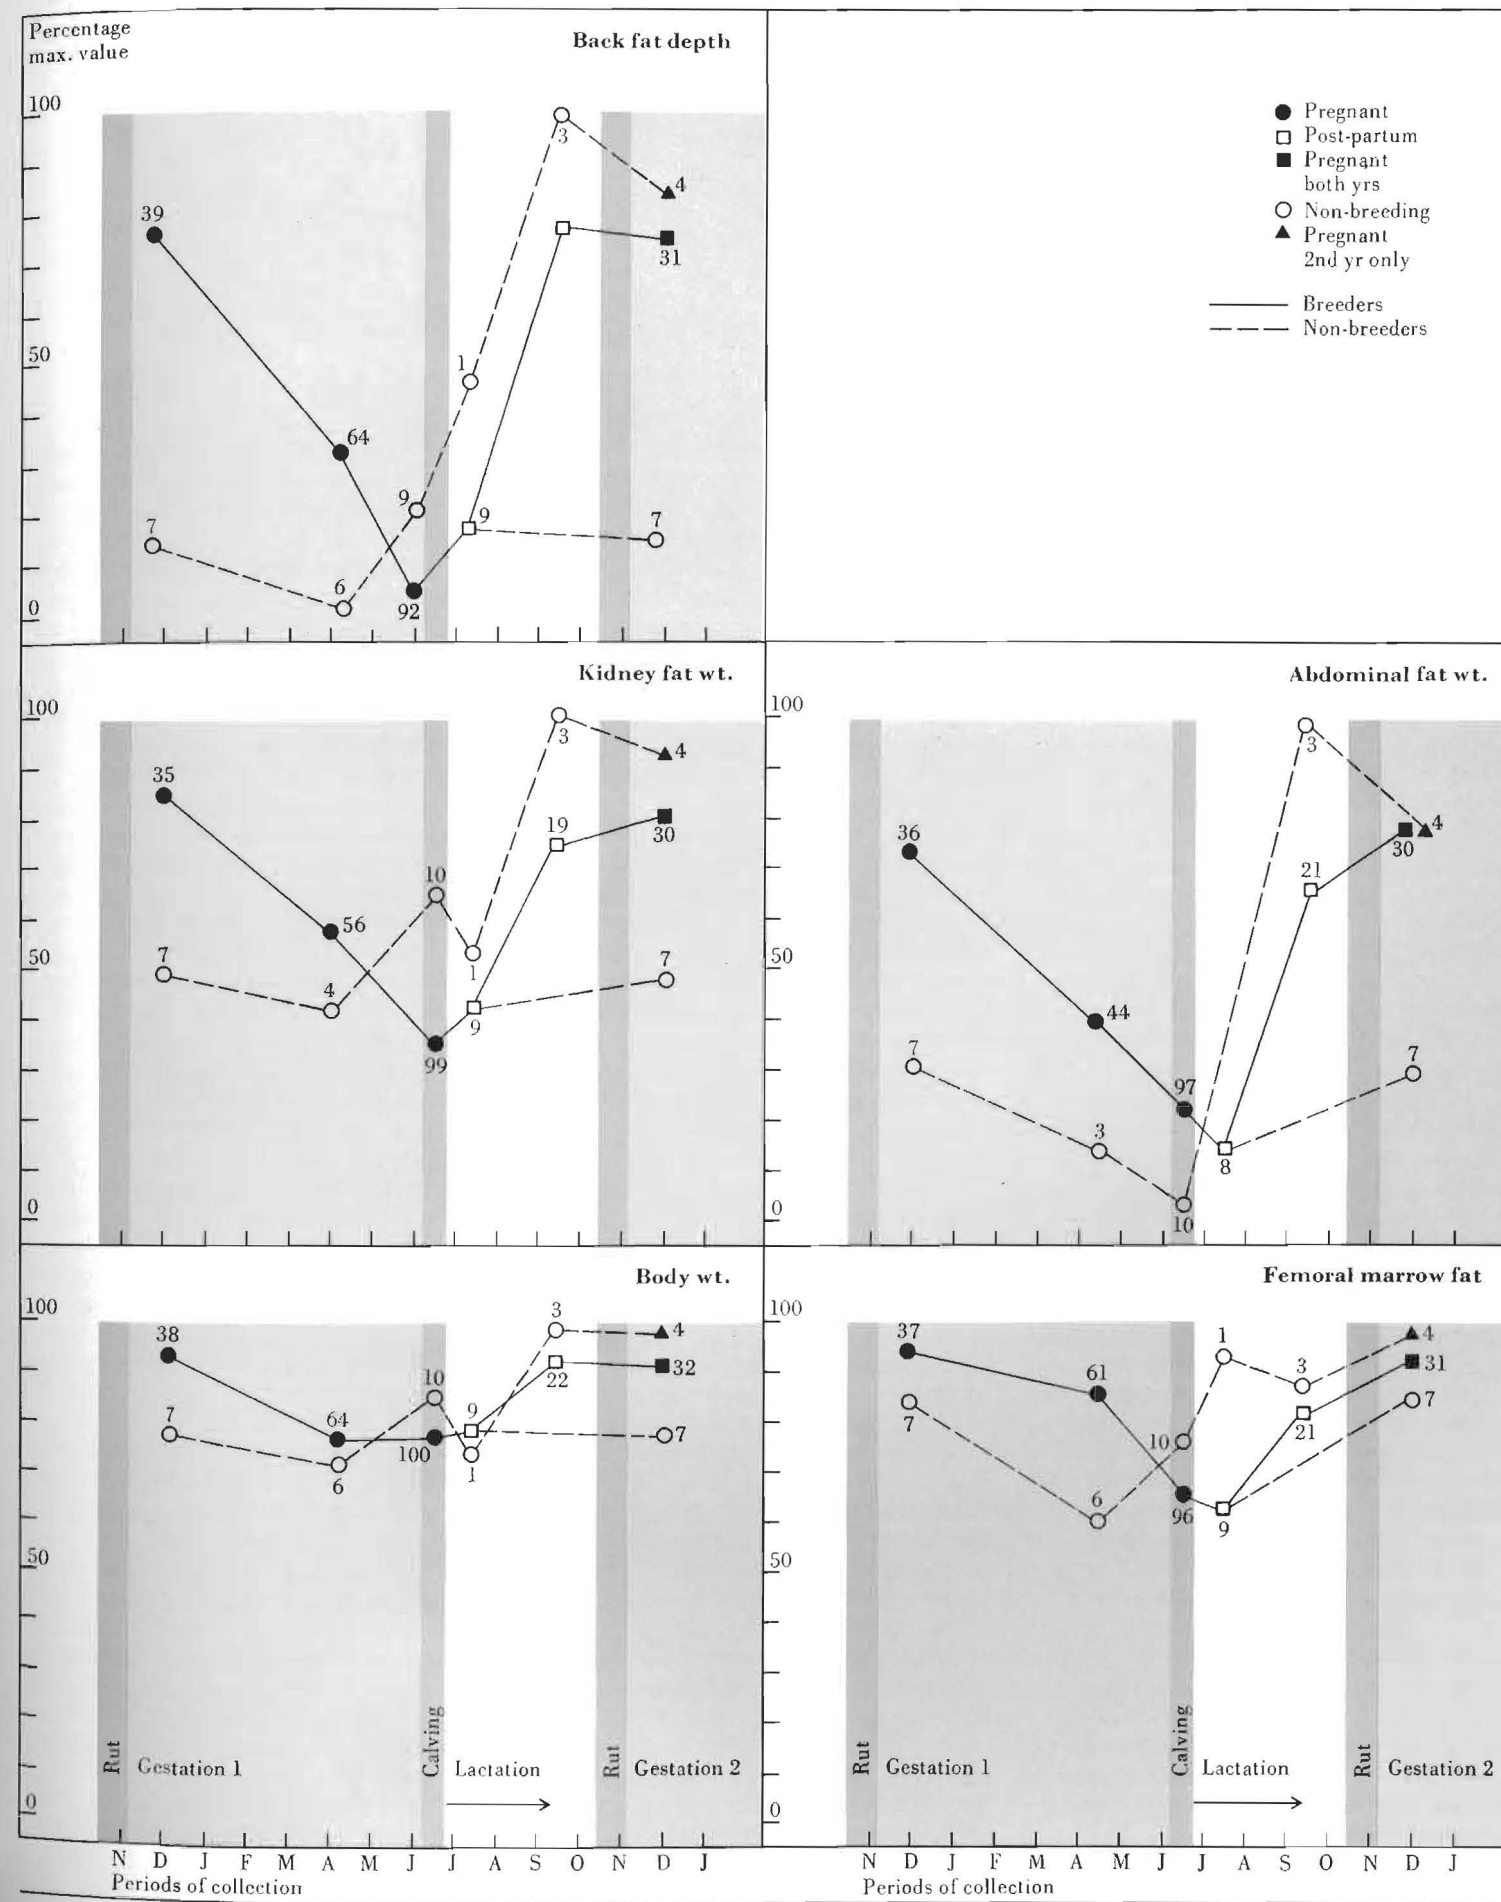 Percentage
max. value
Back fat depth
100
50
0
39
64
92
7
6
9
1
3
4
9
31
7
Pregnant
Post-partum
Pregnant
both yrs
Non-breeding
Pregnant
2nd yr only
Breeders
Non-breeders
Kidney fat wt.
100
50
0
35
56
99
7
4
10
1
3
4
9
19
30
7
Abdominal fat wt.
100
50
0
36
44
97
7
3
10
3
4
8
21
30
7
Body wt.
100
50
0
38
64
100
7
6
10
1
3
4
9
22
32
7
Rut
Gestation 1
Calving
Lactation
Rut
Gestation 2
N D J F M A M J J A S O N D J
Periods of collection
Femoral marrow fat
100
50
0
37
61
96
7
6
10
1
3
4
9
21
31
7
Rut
Gestation 1
Calving
Lactation
Rut
Gestation 2
N D J F M A M J J A S O N D J
Periods of collection